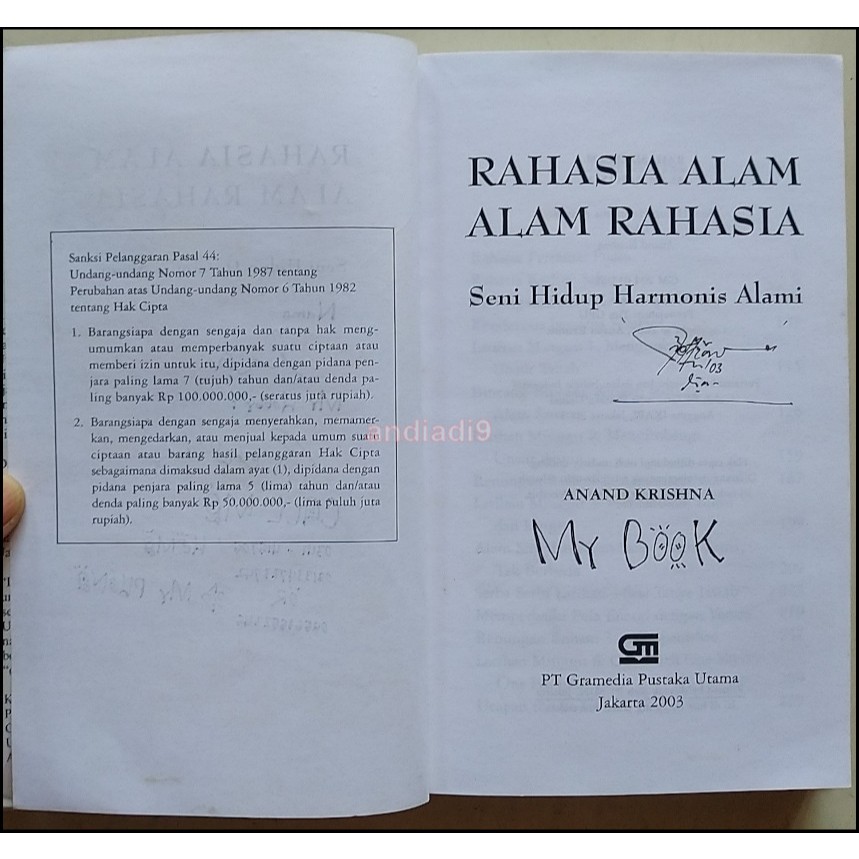 Sanksi Pelanggaran Pasal 44:
Undang-undang Nomor 7 Tahun 1987 tentang
Perubahan atas Undang-undang Nomor 6 Tahun 1982
tentang Hak Cipta
1. Barangsiapa dengan sengaja dan tanpa hak meng-
umumkan atau memperbanyak suatu ciptaan atau
memberi izin untuk itu, dipidana dengan pidana pen-
jara paling lama 7 (tujuh) tahun dan/atau denda pa-
ling banyak Rp 100.000.000,- (seratus juta rupiah).
2. Barangsiapa dengan sengaja menyerahkan, memamer-
kan, mengedarkan, atau menjual kepada umum suatu
ciptaan atau barang hasil pelanggaran Hak Cipta
sebagaimana dimaksud dalam ayat (1), dipidana dengan
pidana penjara paling lama 5 (lima) tahun dan/atau
denda paling banyak Rp 50.000.000,- (lima puluh juta
rupiah).
andiadi9
RAHASIA ALAM
ALAM RAHASIA
Seni Hidup Harmonis Alami
ANAND KRISHNA
MY BOOK
GM
PT Gramedia Pustaka Utama
Jakarta 2003